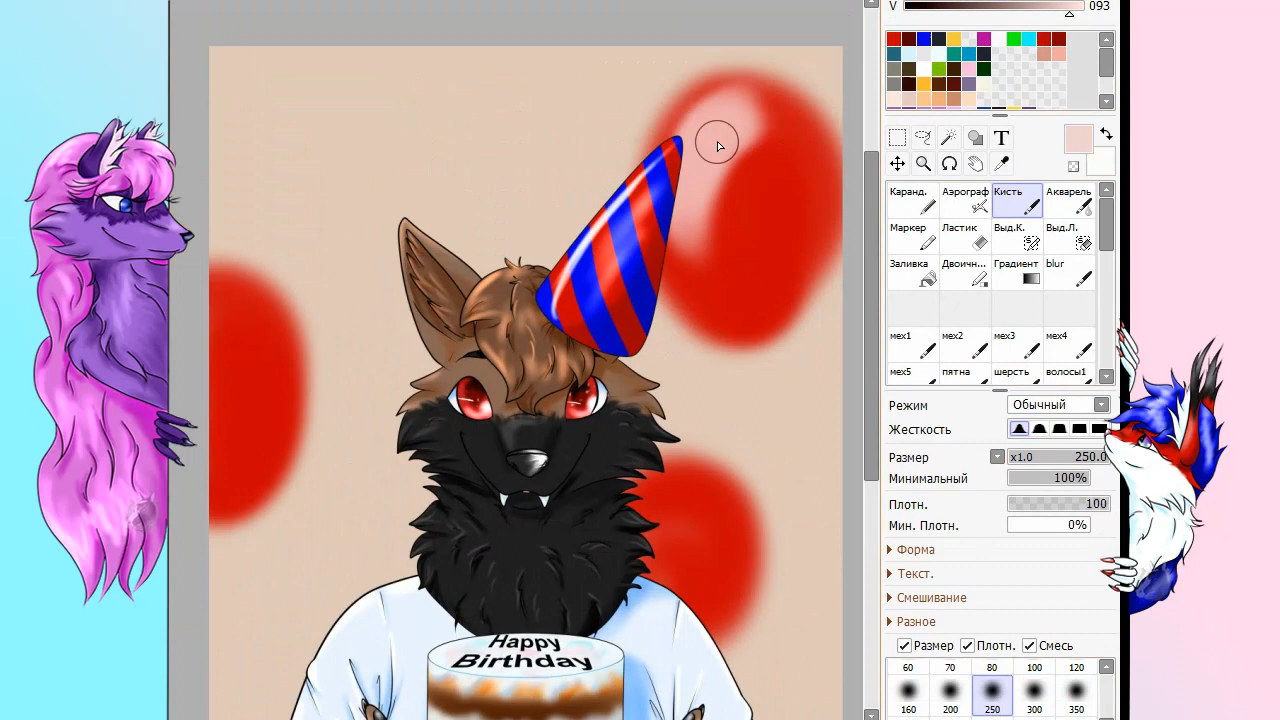 V 093
T
Каранд. Аэрограф Кисть Акварель
Маркер Ластик Выд.К. Выд.Л.
Заливка Двоичн... Градиент blur
мех1 мех2 мех3 мех4
мех5 пятна шерсть волосы1
Режим Обычный
Жесткость
Размер x1.0 250.0
Минимальный 100%
Плотн. 100
Мин. Плотн. 0%
Форма
Текст.
Смешивание
Разное
Размер Плотн. Смесь
60 70 80 100 120
160 200 250 300 350
Happy
Birthday